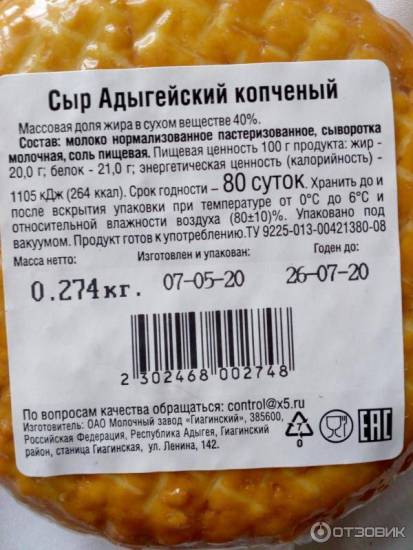 Сыр Адыгейский копченый
Массовая доля жира в сухом веществе 40%.
Состав: молоко нормализованное пастеризованное, сыворотка
молочная, соль пищевая. Пищевая ценность 100 г продукта: жир -
20,0 г; белок - 21,0 г; энергетическая ценность (калорийность) -
1105 кДж (264 ккал). Срок годности – 80 суток. Хранить до и
после вскрытия упаковки при температуре от 0°С до 6°С и
относительной влажности воздуха (80±10)%. Упаковано под
вакуумом. Продукт готов к употреблению.ТУ 9225-013-00421380-08
Масса нетто: Изготовлен и упакован: Годен до:
0.274кг. 07-05-20 26-07-20
2 302468 002748
По вопросам качества обращаться: control@x5.ru
Изготовитель: ОАО Молочный завод «Гиагинский», 385600,
Российская Федерация, Республика Адыгея, Гиагинский
район, станица Гиагинская, ул. Ленина, 142.
7
EAC
ОТЗОВИК